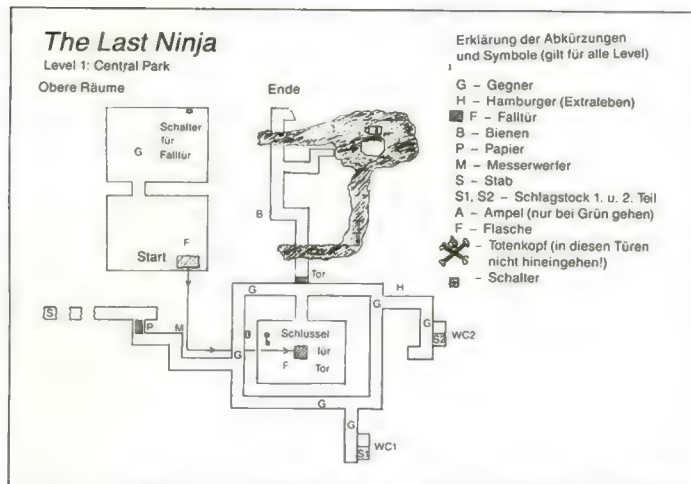 The Last Ninja
Level 1: Central Park
Obere Räume
Schalter
für
Falltür
G
F
Start
Ende
B
Tor
S
P
M
G
G
H
G
G
Schlüssel
für
Tor
F
G
S2
WC2
G
G
S1
WC1
Erklärung der Abkürzungen
und Symbole (gilt für alle Level)
G – Gegner
H – Hamburger (Extraleben)
F – Falltür
B – Bienen
P – Papier
M – Messerwerfer
S – Stab
S1, S2 – Schlagstock 1. u. 2. Teil
A – Ampel (nur bei Grün gehen)
F – Flasche
– Totenkopf (in diesen Türen
nicht hineingehen!)
– Schalter